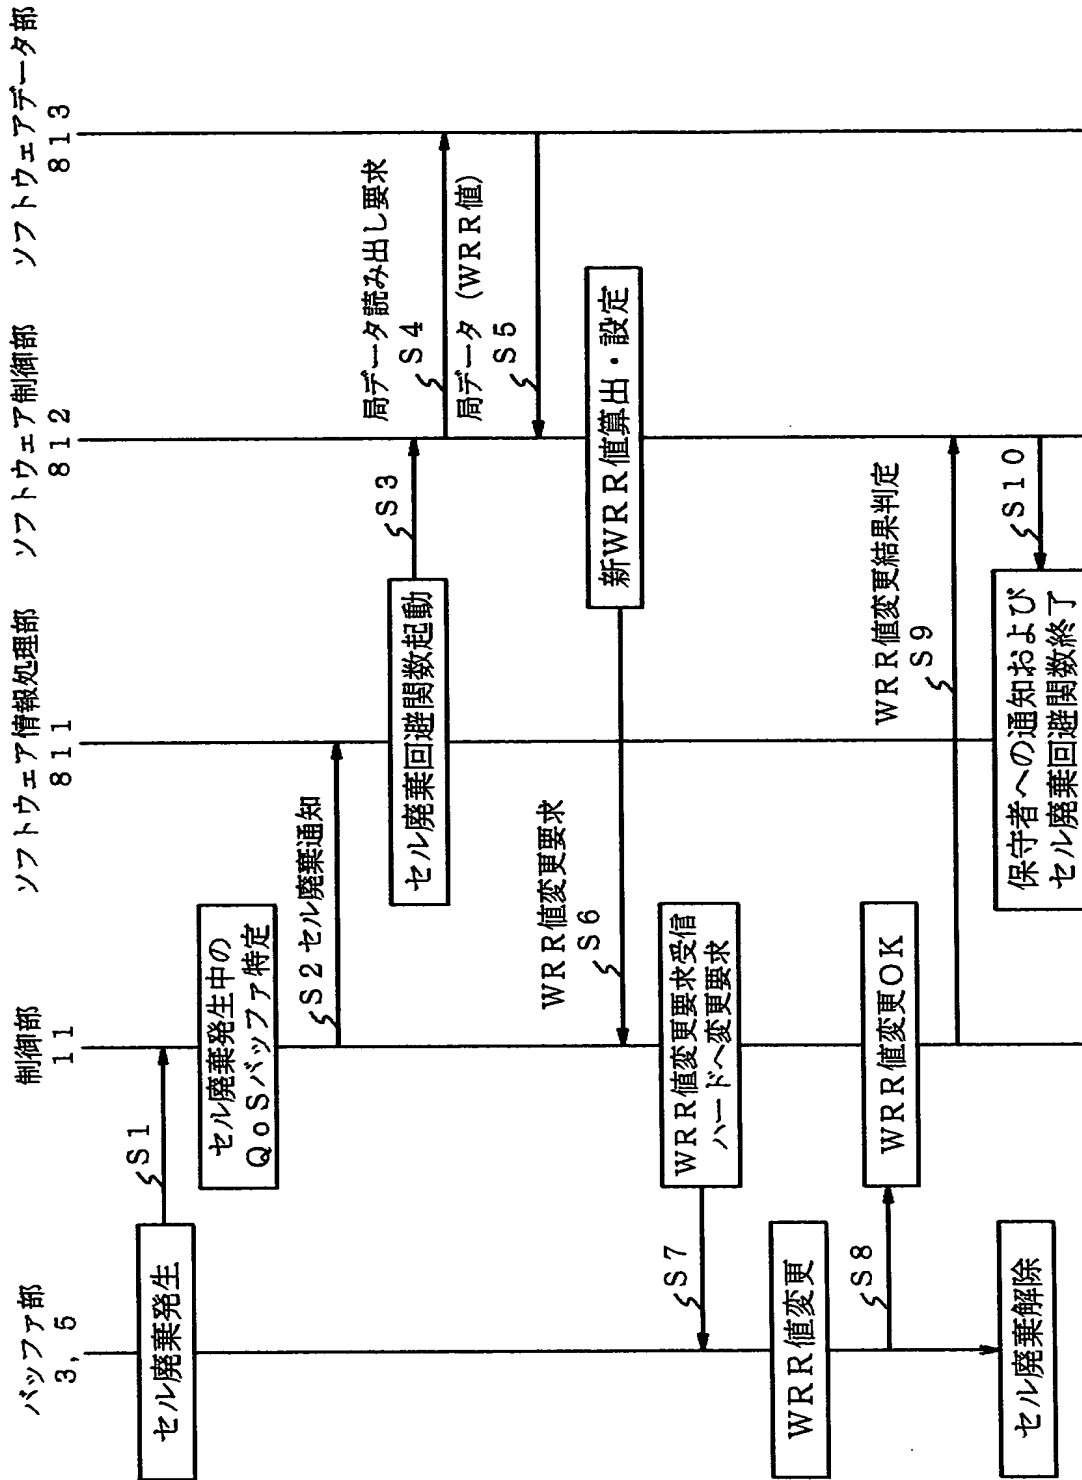 バッファ部
3, 5
制御部
11
ソフトウェア情報処理部
811
ソフトウェア制御部
812
ソフトウェアデータ部
813
セル廃棄発生
S1
セル廃棄発生中の
QoSバッファ特定
S2セル廃棄通知
セル廃棄回避関数起動
S3
局データ読み出し要求
S4
局データ (WRR値)
S5
新WRR値算出・設定
WRR値変更要求
S6
WRR値変更要求受信
ハードへ変更要求
S7
WRR値変更
S8
WRR値変更OK
WRR値変更結果判定
S9
S10
保守者への通知および
セル廃棄回避関数終了
セル廃棄解除